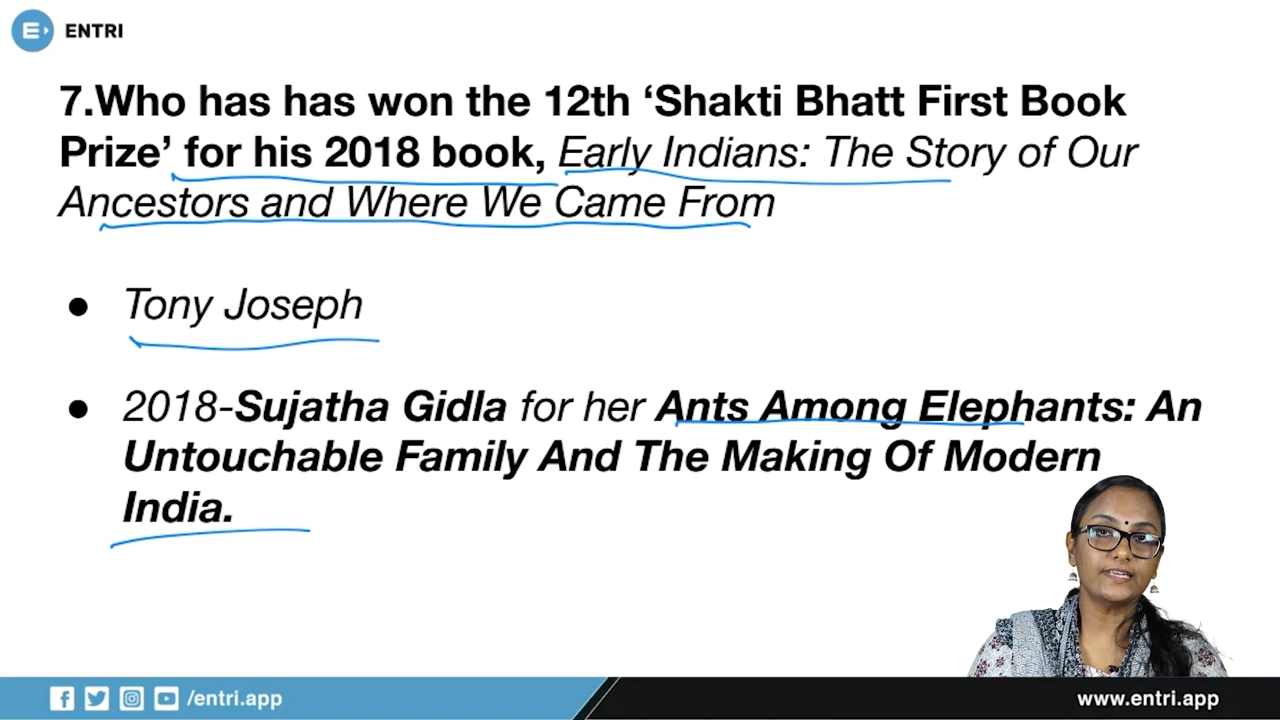 ENTRI
7.Who has has won the 12th ‘Shakti Bhatt First Book
Prize’ for his 2018 book, Early Indians: The Story of Our
Ancestors and Where We Came From
● Tony Joseph
● 2018-Sujatha Gidla for her Ants Among Elephants: An
Untouchable Family And The Making Of Modern
India.
/entri.app
www.entri.app